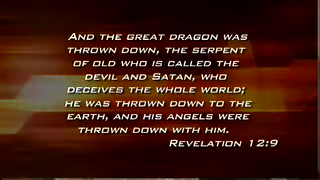 And the great dragon was
thrown down, the serpent
of old who is called the
devil and Satan, who
deceives the whole world;
he was thrown down to the
earth, and his angels were
thrown down with him.
Revelation 12:9